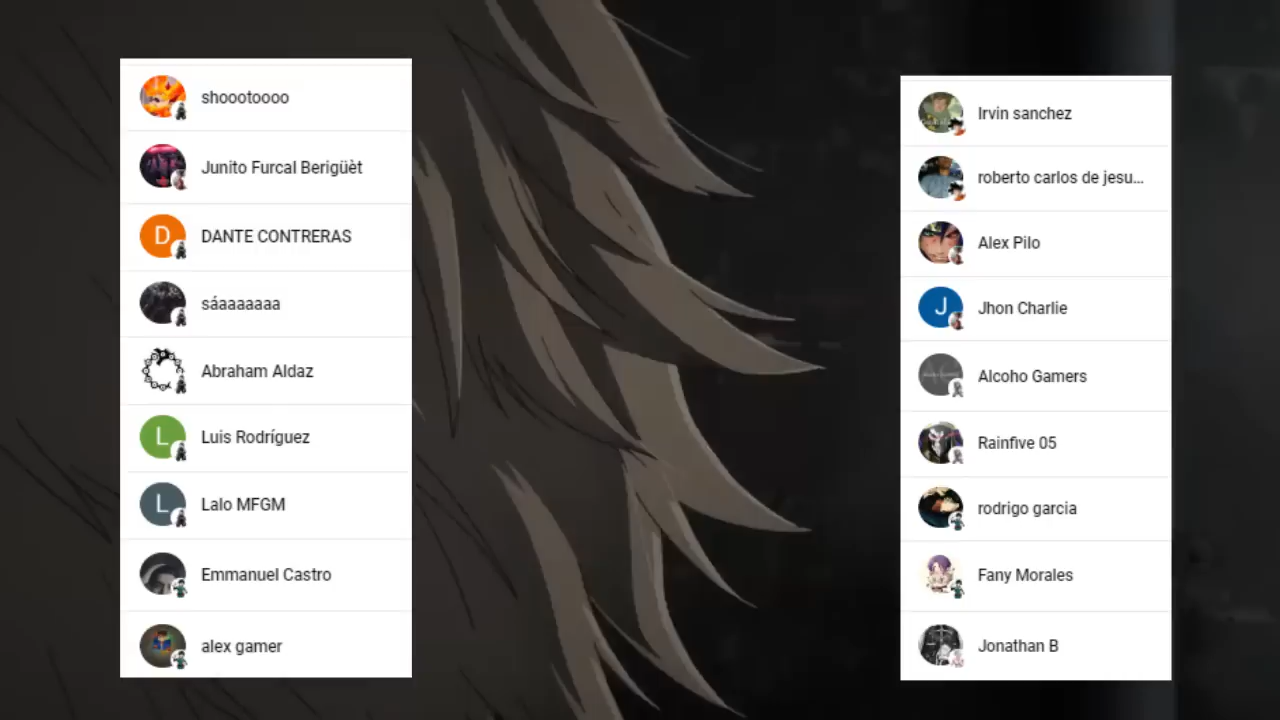 shoootoooo
Junito Furcal Berigüèt
D
DANTE CONTRERAS
sáaaaaaaa
Abraham Aldaz
L
Luis Rodríguez
L
Lalo MFGM
Emmanuel Castro
alex gamer
Irvin sanchez
roberto carlos de jesu...
Alex Pilo
J
Jhon Charlie
Alcoho Gamers
Rainfive 05
rodrigo garcia
Fany Morales
Jonathan B